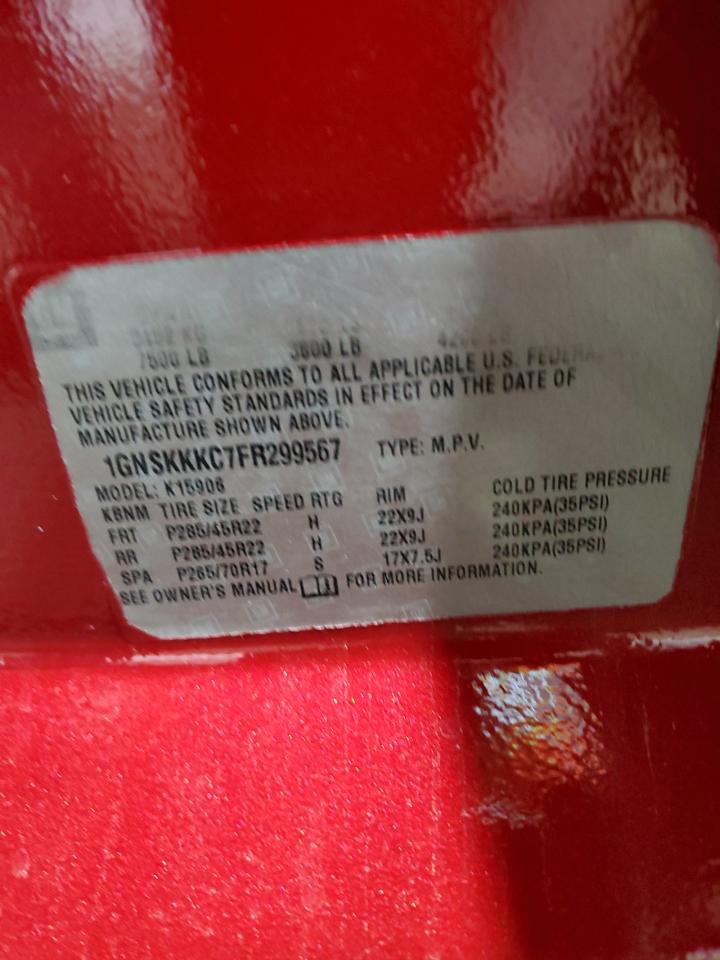 7500 LB 3600 LB
THIS VEHICLE CONFORMS TO ALL APPLICABLE U.S.
VEHICLE SAFETY STANDARDS IN EFFECT ON THE DATE OF
MANUFACTURE SHOWN ABOVE.
1GNSKKKC7FR299567 TYPE: M.P.V.
MODEL: K15906
KBNM TIRE SIZE SPEED RTG RIM COLD TIRE PRESSURE
FRT P285/45R22 H 22X9J 240KPA(35PSI)
RR P285/45R22 H 22X9J 240KPA(35PSI)
SPA P265/70R17 S 17X7.5J 240KPA(35PSI)
SEE OWNER'S MANUAL FOR MORE INFORMATION.